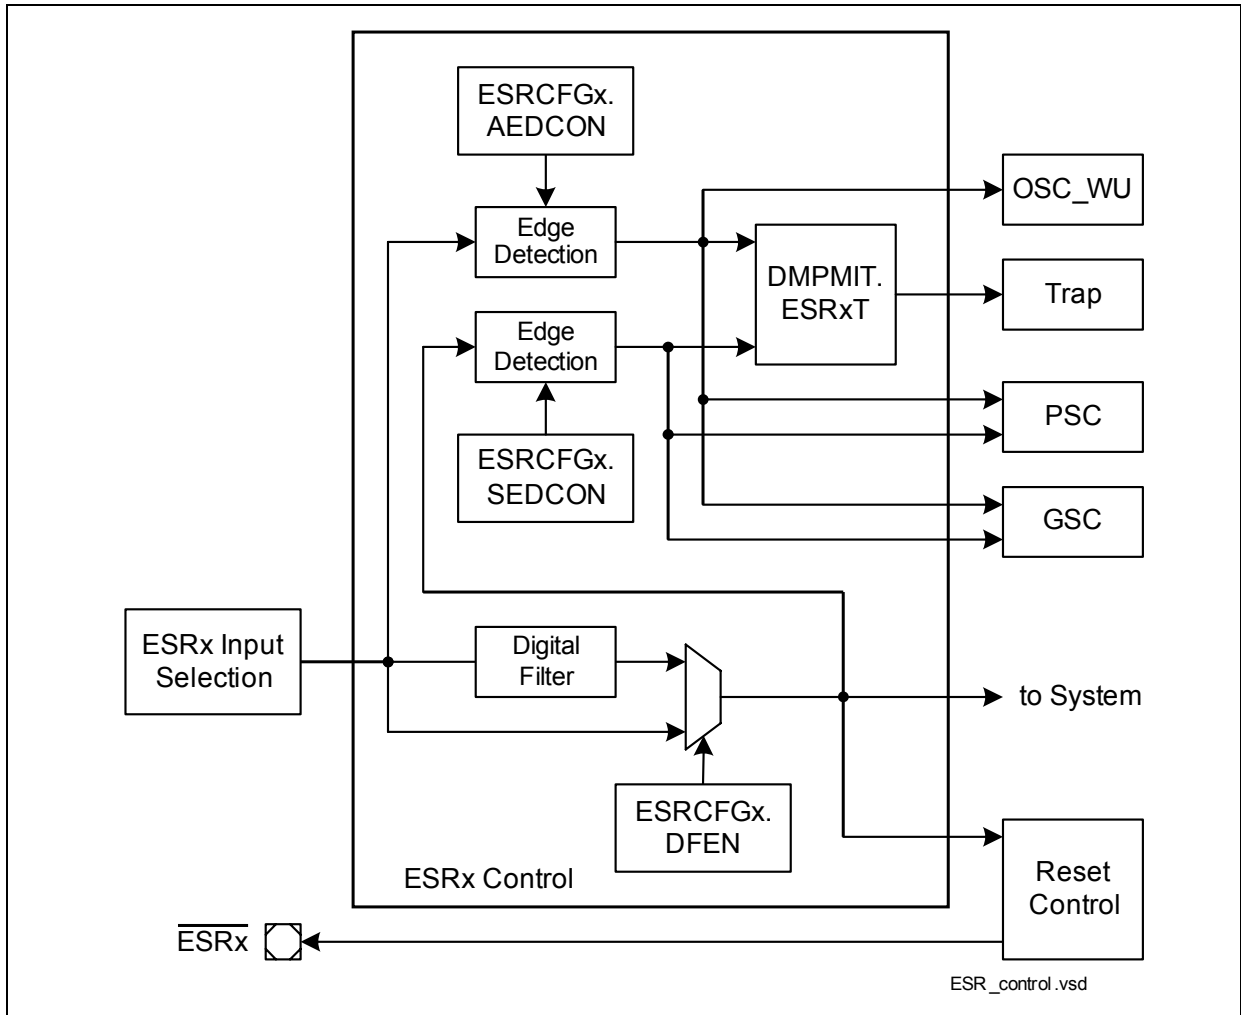 ESRCFGx.
AEDCON
OSC_WU
Edge
Detection
DMPMIT.
ESRxT
Trap
Edge
Detection
PSC
ESRCFGx.
SEDCON
GSC
ESRx Input
Selection
Digital
Filter
to System
ESRCFGx.
DFEN
ESRx Control
Reset
Control
ESRx
ESR_control.vsd